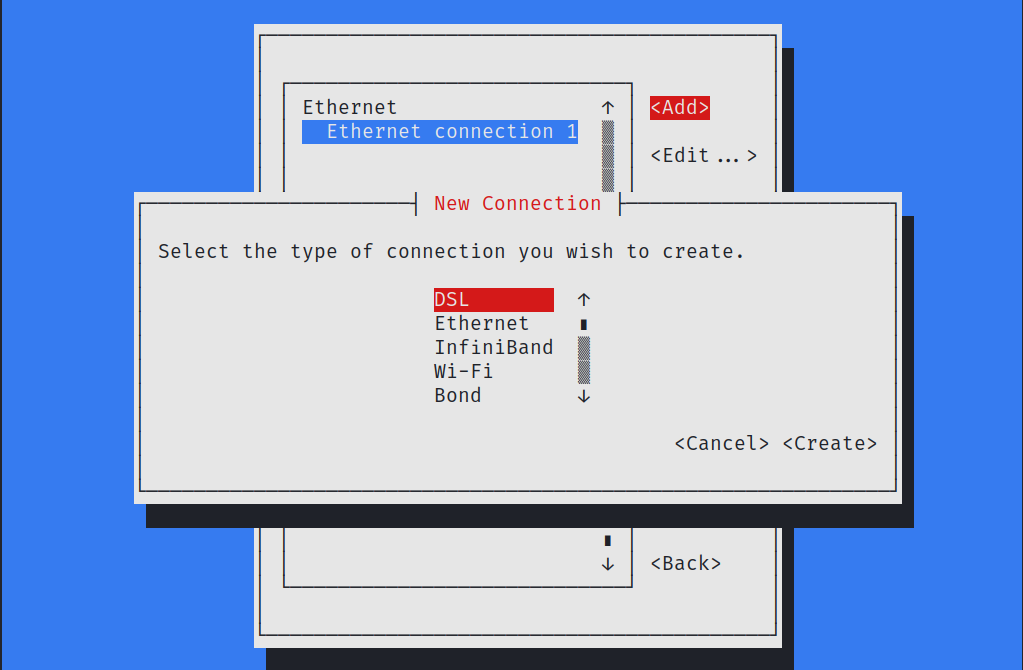 Ethernet <Add>
Ethernet connection 1
<Edit...>
New Connection
Select the type of connection you wish to create.
DSL
Ethernet
InfiniBand
Wi-Fi
Bond
<Cancel> <Create>
<Back>